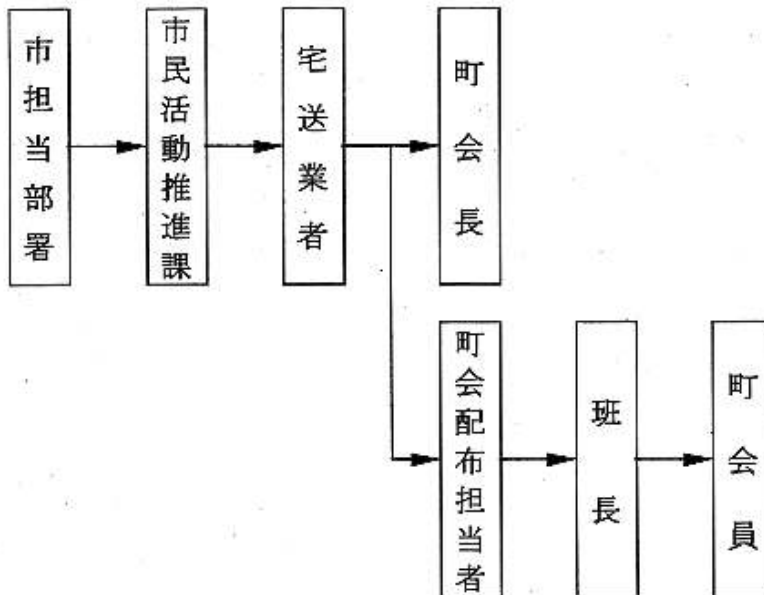 市担当部署
市民活動推進課
宅送業者
町会長
町会配布担当者
班長
町会員